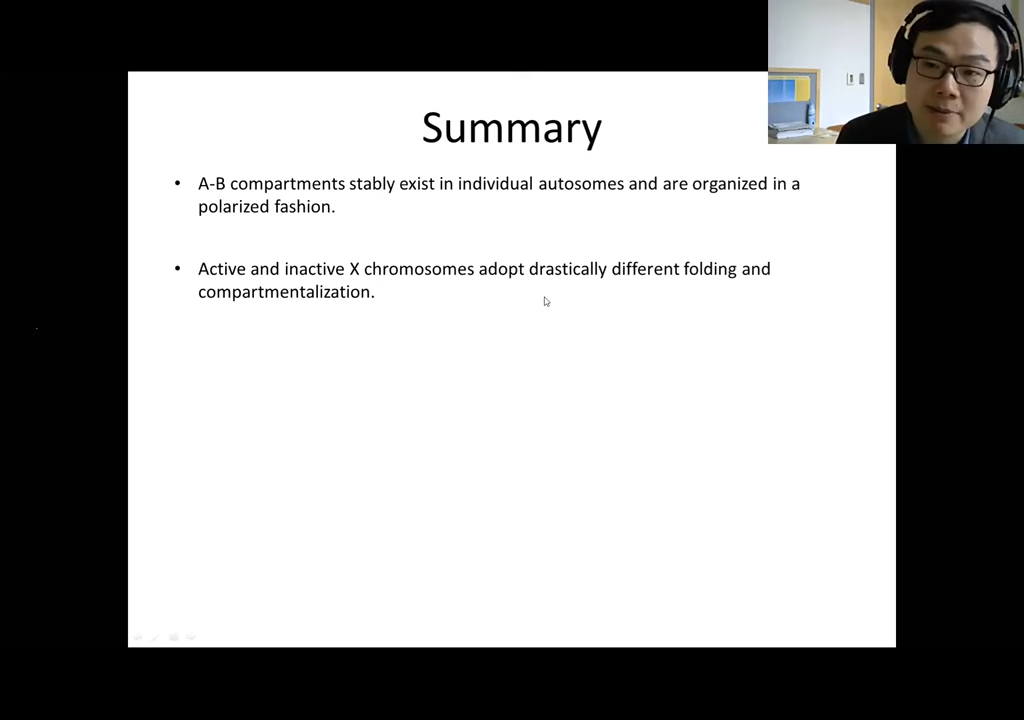 Summary
• A-B compartments stably exist in individual autosomes and are organized in a
polarized fashion.
• Active and inactive X chromosomes adopt drastically different folding and
compartmentalization.